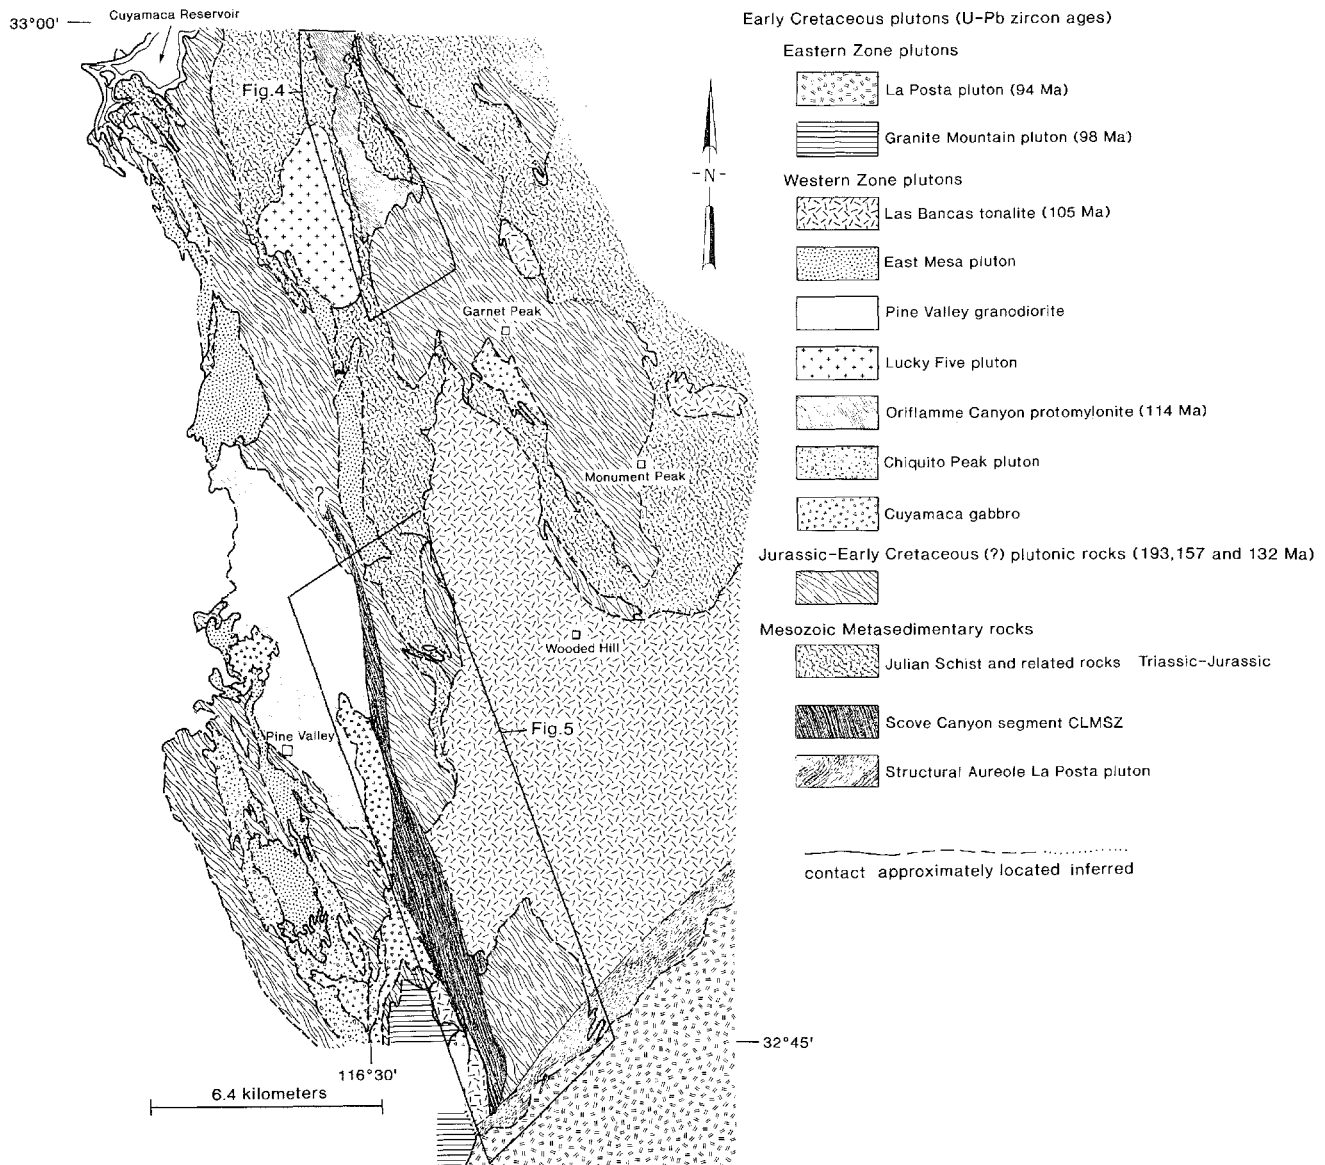 33°00'
Cuyamaca Reservoir
Fig.4
Garnet Peak
Monument Peak
?
Wooded Hill
Fig.5
Pine Valley
32°45'
116°30'
6.4 kilometers
-N-
Early Cretaceous plutons (U-Pb zircon ages)
Eastern Zone plutons
La Posta pluton (94 Ma)
Granite Mountain pluton (98 Ma)
Western Zone plutons
Las Bancas tonalite (105 Ma)
East Mesa pluton
Pine Valley granodiorite
Lucky Five pluton
Oriflamme Canyon protomylonite (114 Ma)
Chiquito Peak pluton
Cuyamaca gabbro
Jurassic-Early Cretaceous (?) plutonic rocks (193,157 and 132 Ma)
Mesozoic Metasedimentary rocks
Julian Schist and related rocks Triassic-Jurassic
Scove Canyon segment CLMSZ
Structural Aureole La Posta pluton
contact approximately located inferred